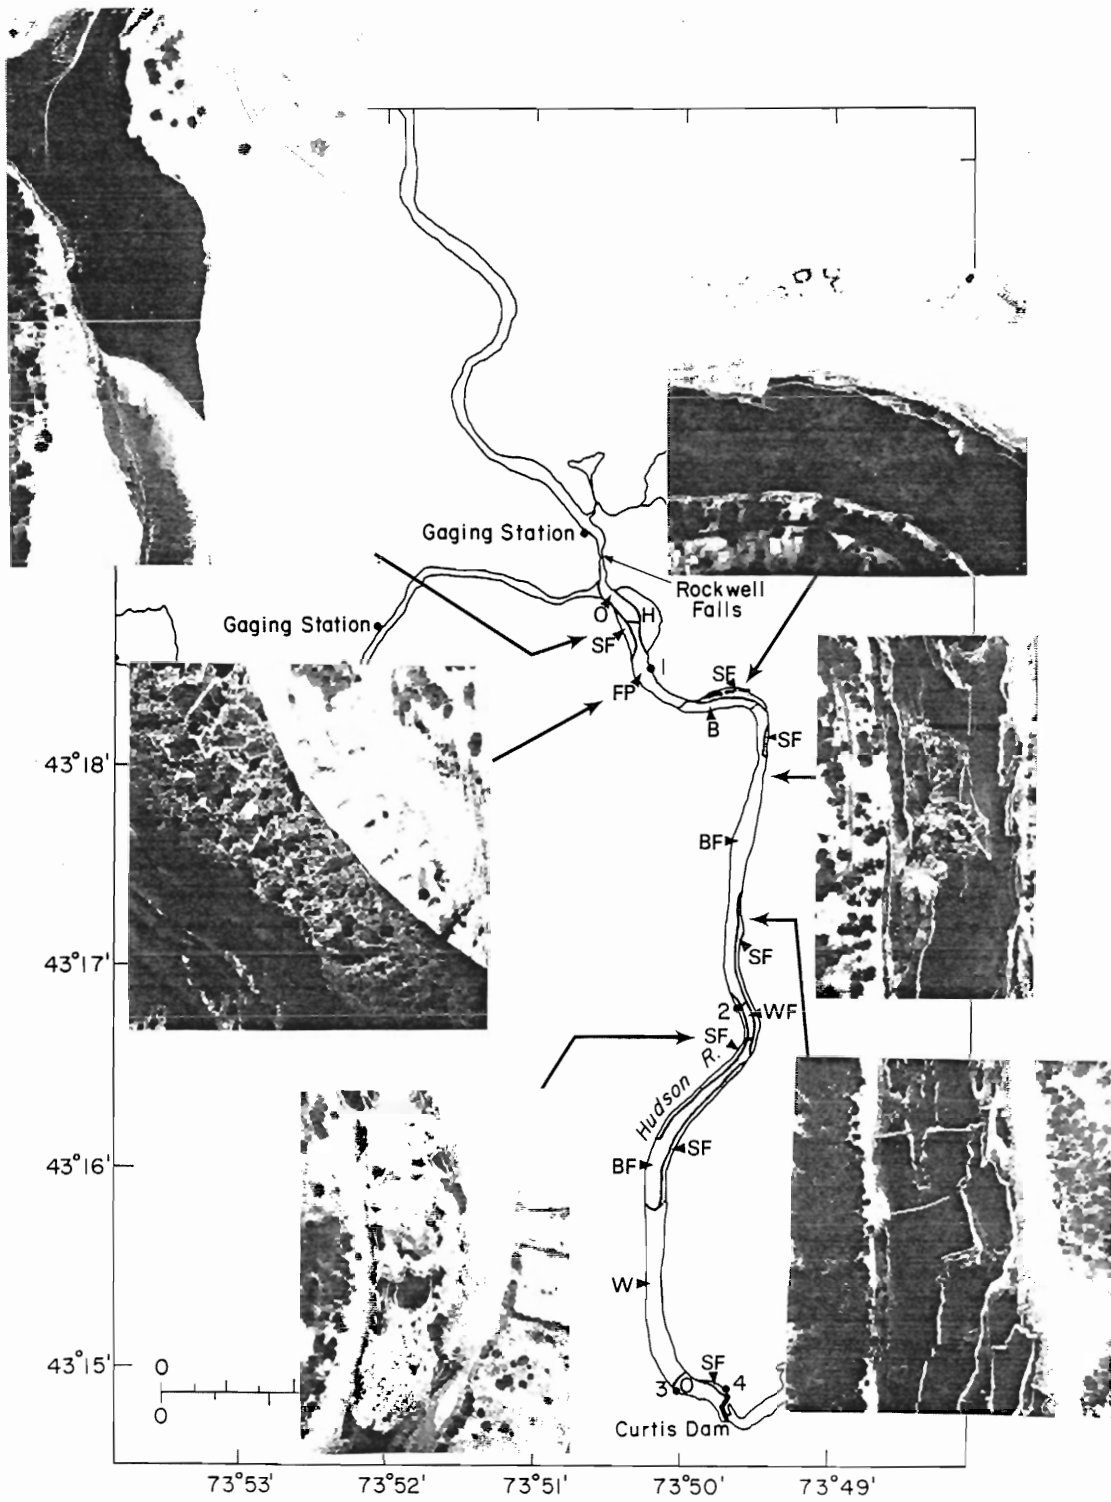 Gaging Station
Rockwell
Falls
Gaging Station
O
H
SF
1
FP
SF
B
SF
43°18'
BF
SF
43°17'
2
WF
SF
Hudson R.
SF
BF
43°16'
W
SF
43°15'
O
3
O
4
O
Curtis Dam
73°53'
73°52'
73°51'
73°50'
73°49'